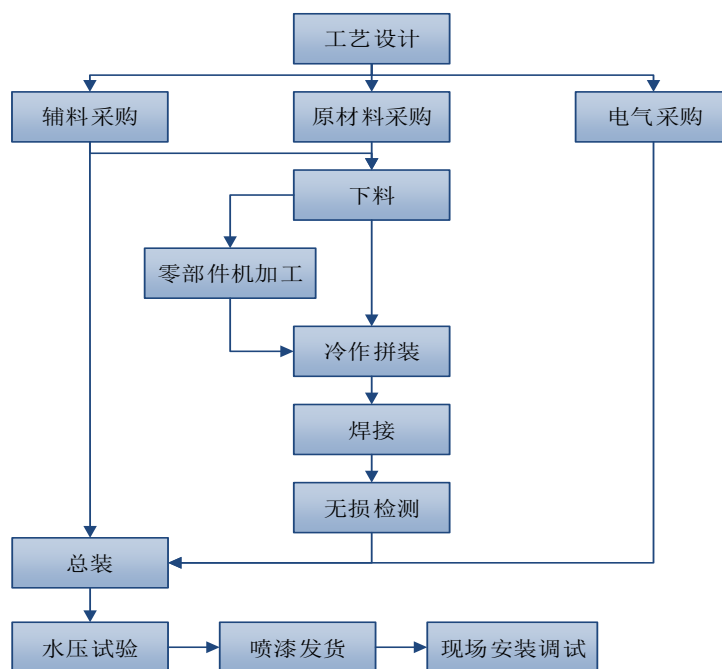 工艺设计
辅料采购
原材料采购
电气采购
下料
零部件机加工
冷作拼装
焊接
无损检测
总装
水压试验
喷漆发货
现场安装调试